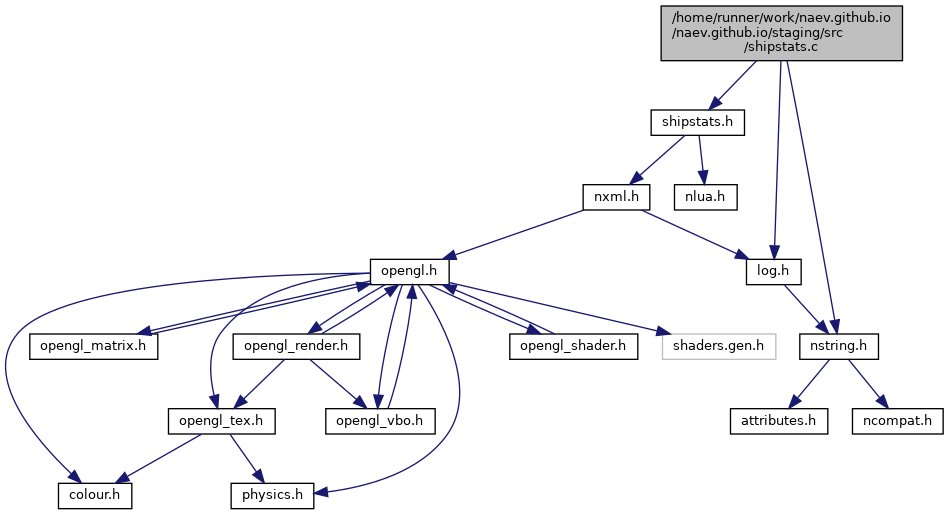 /home/runner/work/naev.github.io
/naev.github.io/staging/src
/shipstats.c
shipstats.h
nxml.h
nlua.h
opengl.h
log.h
opengl_matrix.h
opengl_render.h
opengl_shader.h
shaders.gen.h
nstring.h
opengl_tex.h
opengl_vbo.h
attributes.h
ncompat.h
colour.h
physics.h